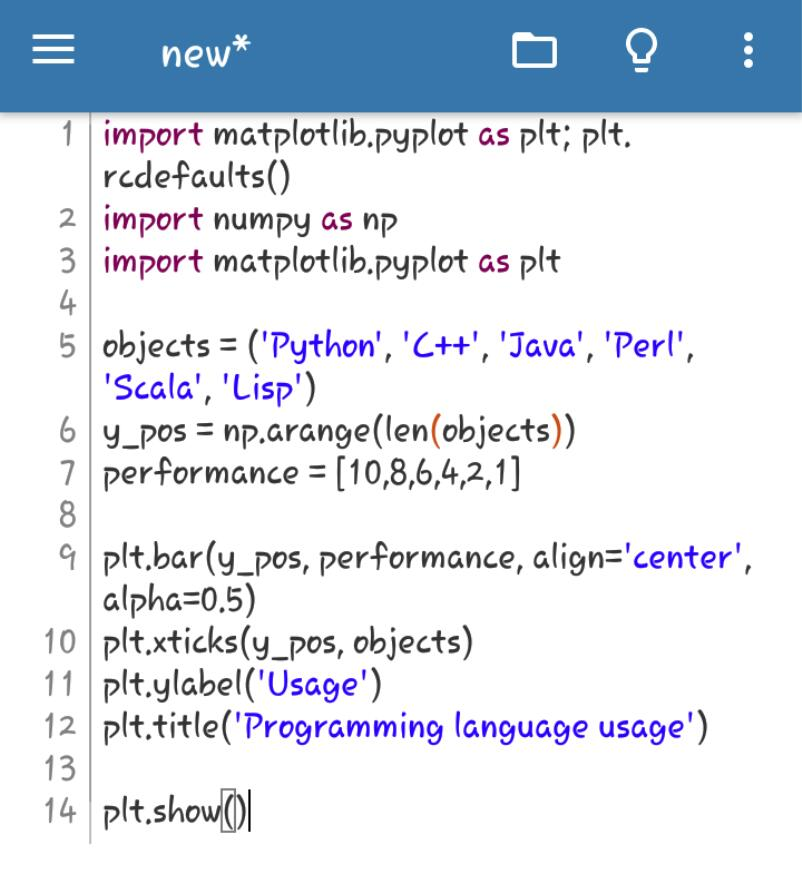 new*
1 import matplotlib.pyplot as plt; plt.
rcdefaults()
2 import numpy as np
3 import matplotlib.pyplot as plt
4
5 objects = ('Python', 'C++', 'Java', 'Perl',
'Scala', 'Lisp')
6 y_pos = np.arange(len(objects))
7 performance = [10,8,6,4,2,1]
8
9 plt.bar(y_pos, performance, align='center',
alpha=0.5)
10 plt.xticks(y_pos, objects)
11 plt.ylabel('Usage')
12 plt.title('Programming language usage')
13
14 plt.show()